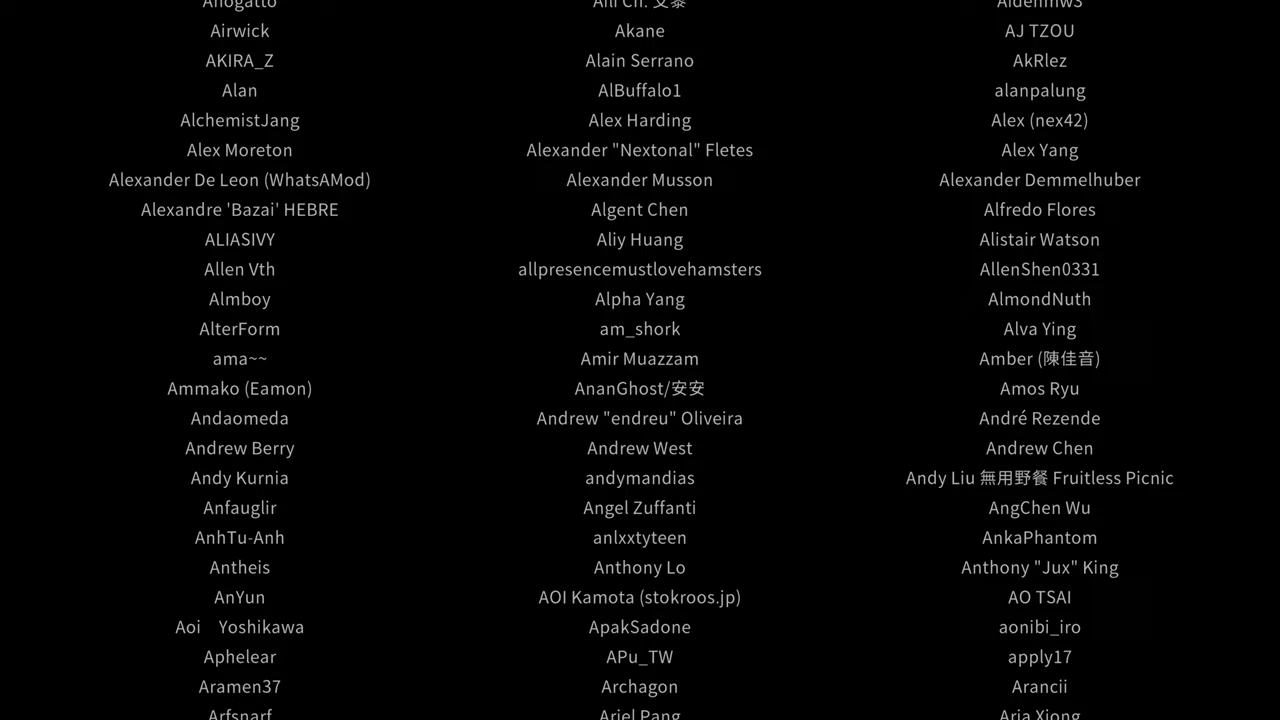 Airwick Akane AJ TZOU
AKIRA_Z Alain Serrano AkRlez
Alan AlBuffalo1 alanpalung
AlchemistJang Alex Harding Alex (nex42)
Alex Moreton Alexander "Nextonal" Fletes Alex Yang
Alexander De Leon (WhatsAMod) Alexander Musson Alexander Demmelhuber
Alexandre 'Bazai' HEBRE Algent Chen Alfredo Flores
ALIASIVY Aliy Huang Alistair Watson
Allen Vth allpresencemustlovehamsters AllenShen0331
Almboy Alpha Yang AlmondNuth
AlterForm am_shork Alva Ying
ama~~ Amir Muazzam Amber (陳佳音)
Ammako (Eamon) AnanGhost/安安 Amos Ryu
Andaomeda Andrew "endreu" Oliveira André Rezende
Andrew Berry Andrew West Andrew Chen
Andy Kurnia andymandias Andy Liu 無用野餐 Fruitless Picnic
Anfauglir Angel Zuffanti AngChen Wu
AnhTu-Anh anlxxtyteen AnkaPhantom
Antheis Anthony Lo Anthony "Jux" King
AnYun AOI Kamota (stokroos.jp) AO TSAI
Aoi　Yoshikawa ApakSadone aonibi_iro
Aphelear APu_TW apply17
Aramen37 Archagon Arancii
Arfsnarf Ariel Pang Aria Xiong